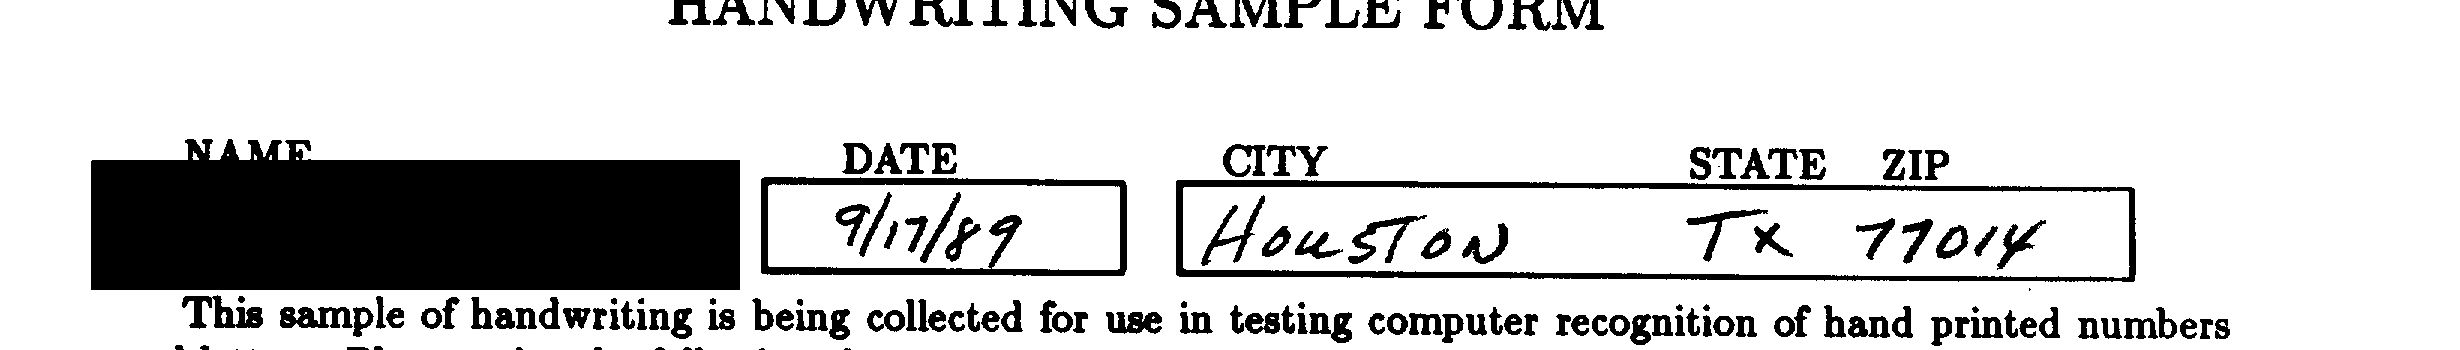 HANDWRITING SAMPLE FORM
NAME DATE CITY STATE ZIP
9/17/89 HOUSTON TX 77014
This sample of handwriting is being collected for use in testing computer recognition of hand printed numbers